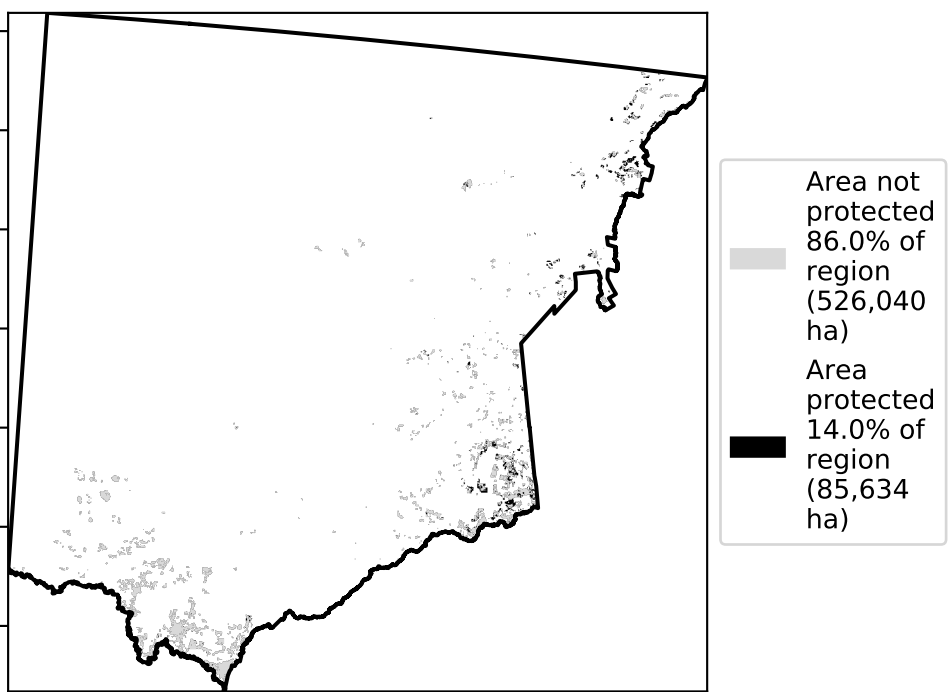 Area not
protected
86.0% of
region
(526,040
ha)
Area
protected
14.0% of
region
(85,634
ha)